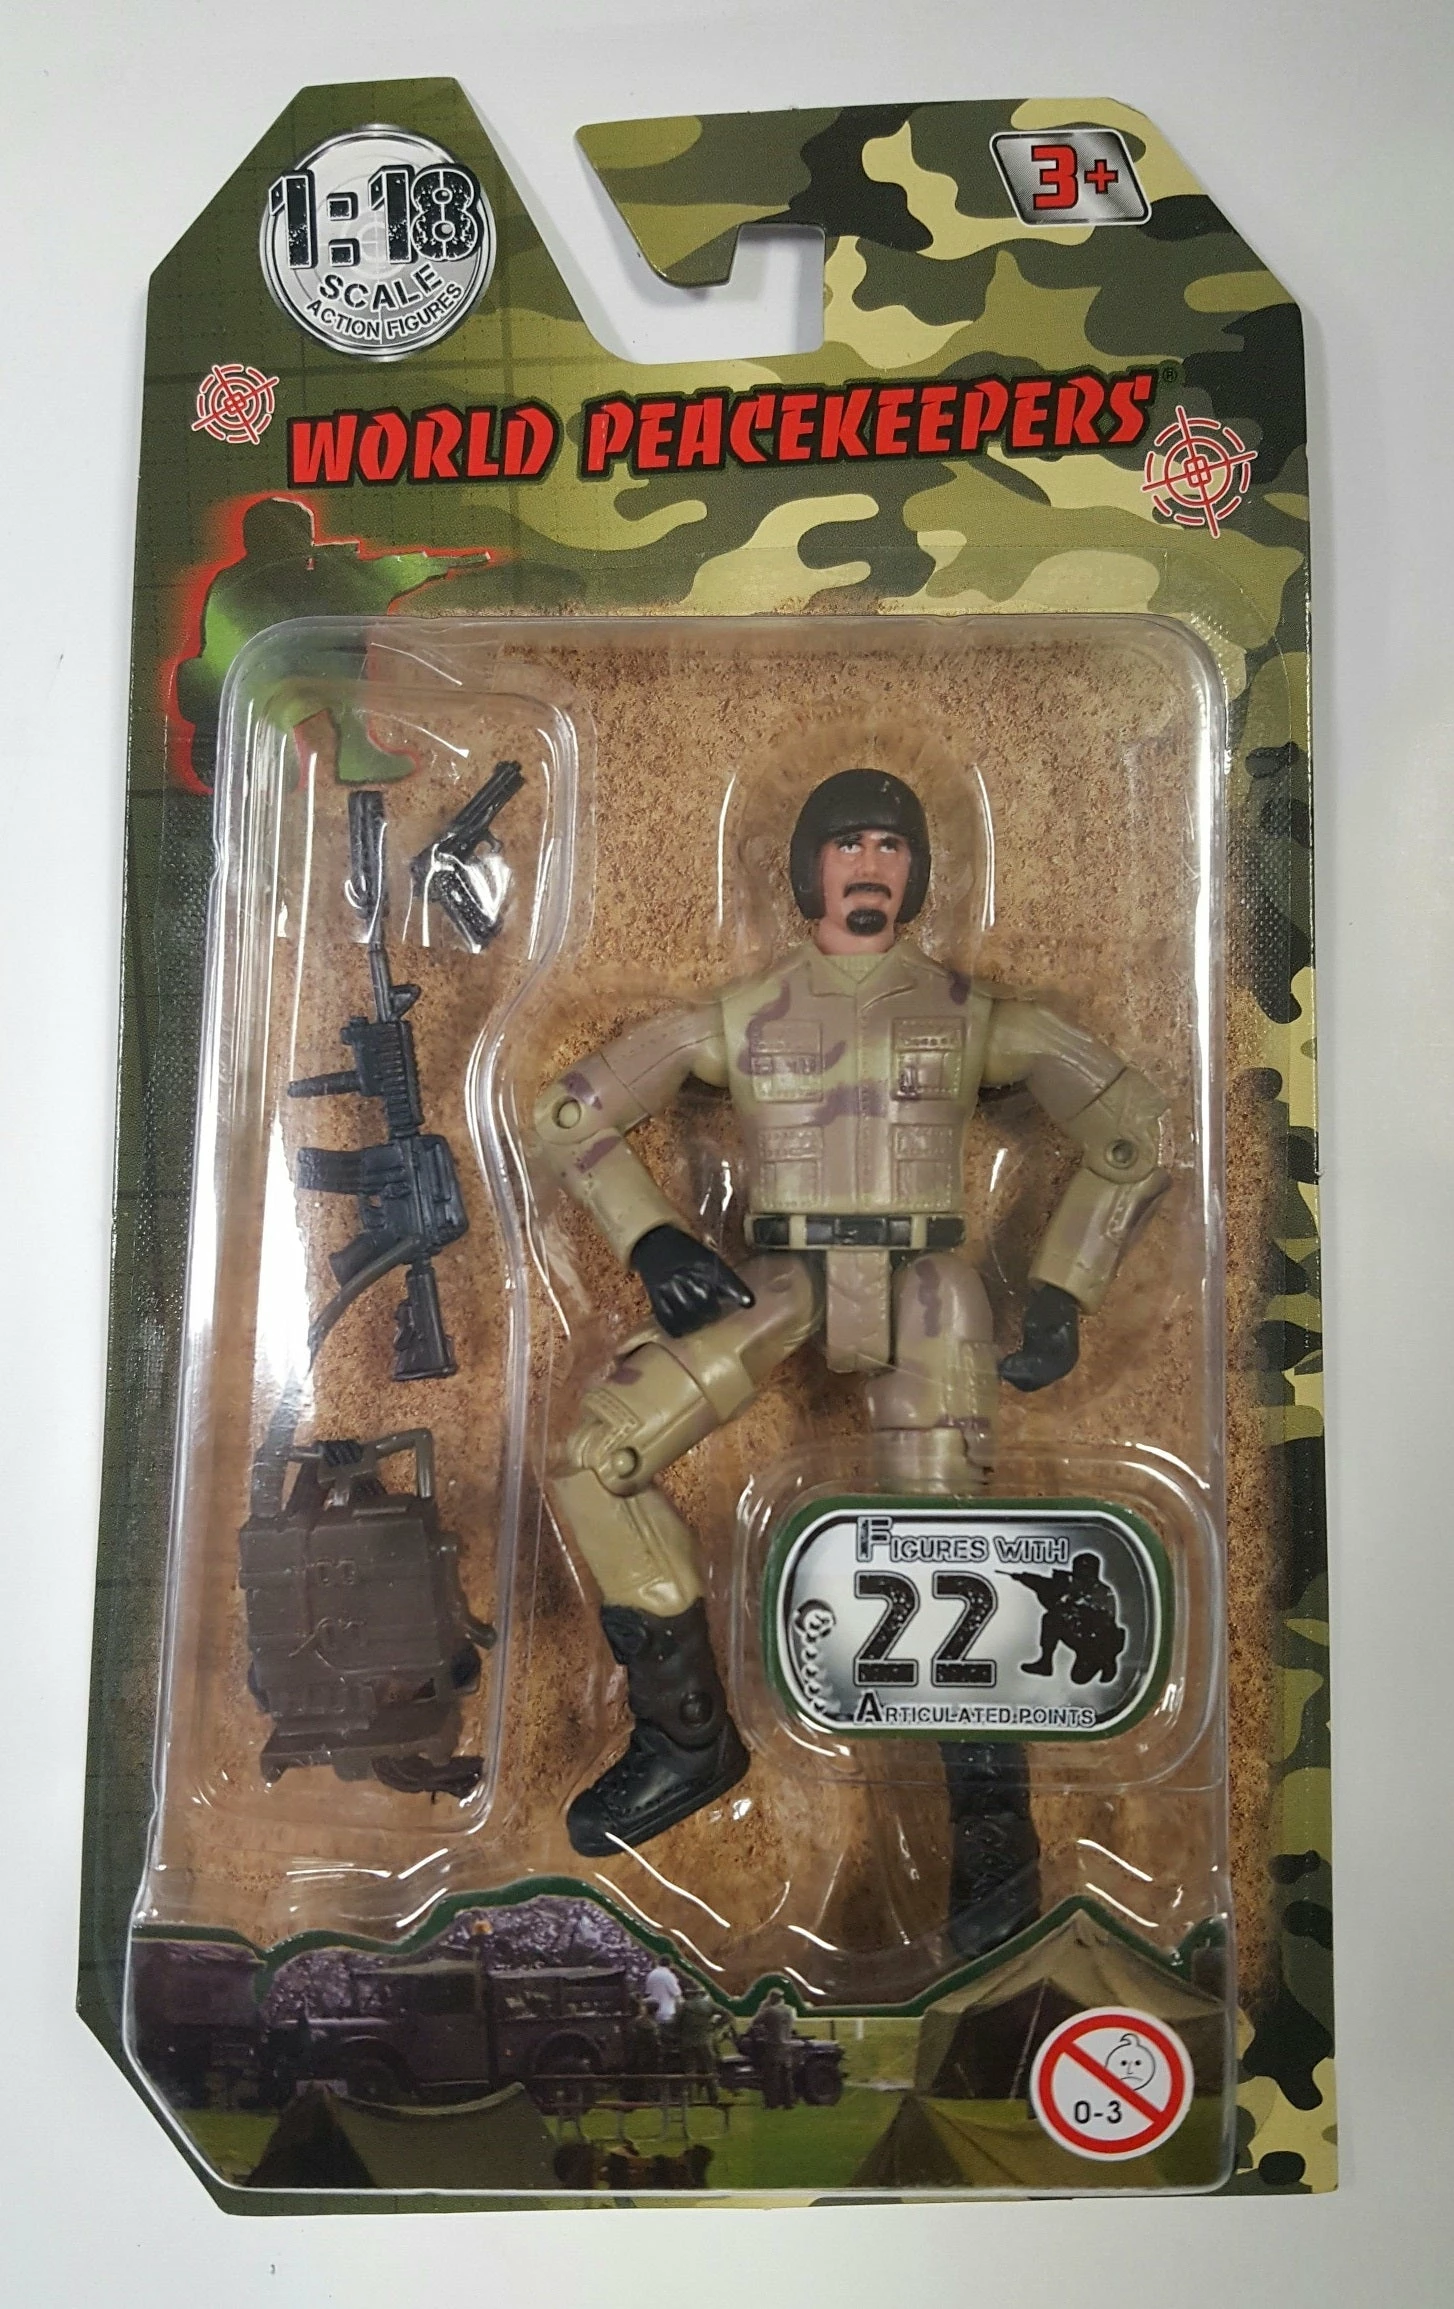 1:18
SCALE
ACTION FIGURES
3+
WORLD PEACEKEEPERS®
FIGURES WITH
22
ARTICULATED POINTS
0-3